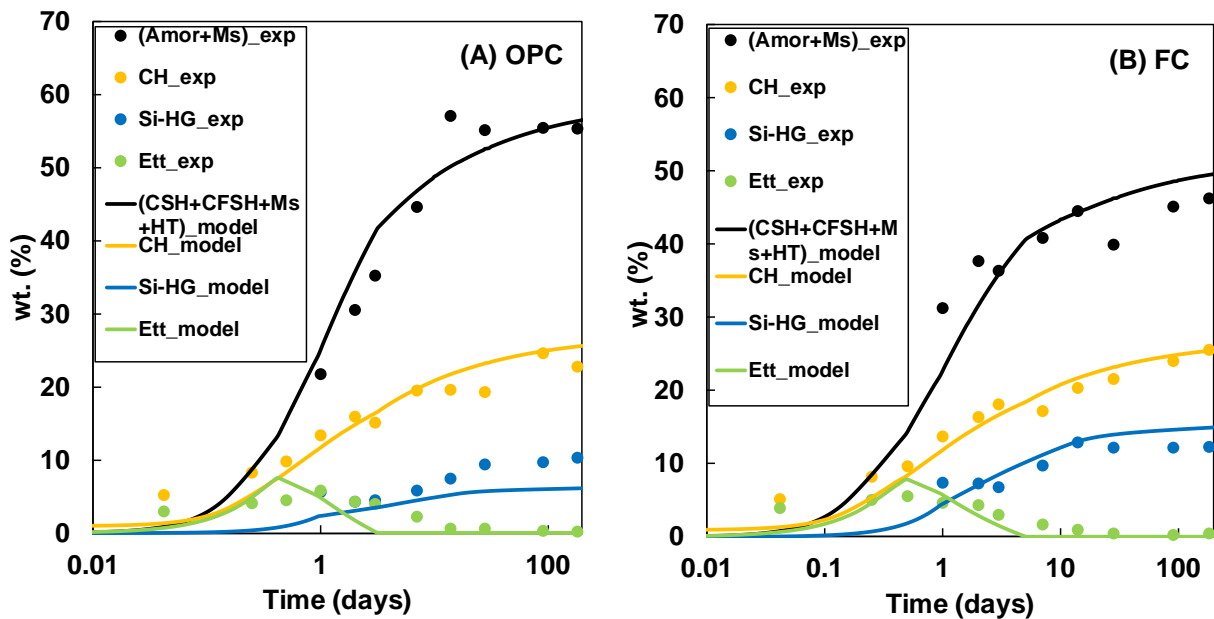 70
60
50
40
30
20
10
0
wt. (%)
(Amor+Ms)_exp
CH_exp
Si-HG_exp
Ett_exp
(CSH+CFSH+Ms
+HT)_model
CH_model
Si-HG_model
Ett_model
(A) OPC
0.01
1
100
Time (days)
70
60
50
40
30
20
10
0
wt. (%)
(Amor+Ms)_exp
CH_exp
Si-HG_exp
Ett_exp
(CSH+CFSH+M
s+HT)_model
CH_model
Si-HG_model
Ett_model
(B) FC
0.01
0.1
1
10
100
Time (days)